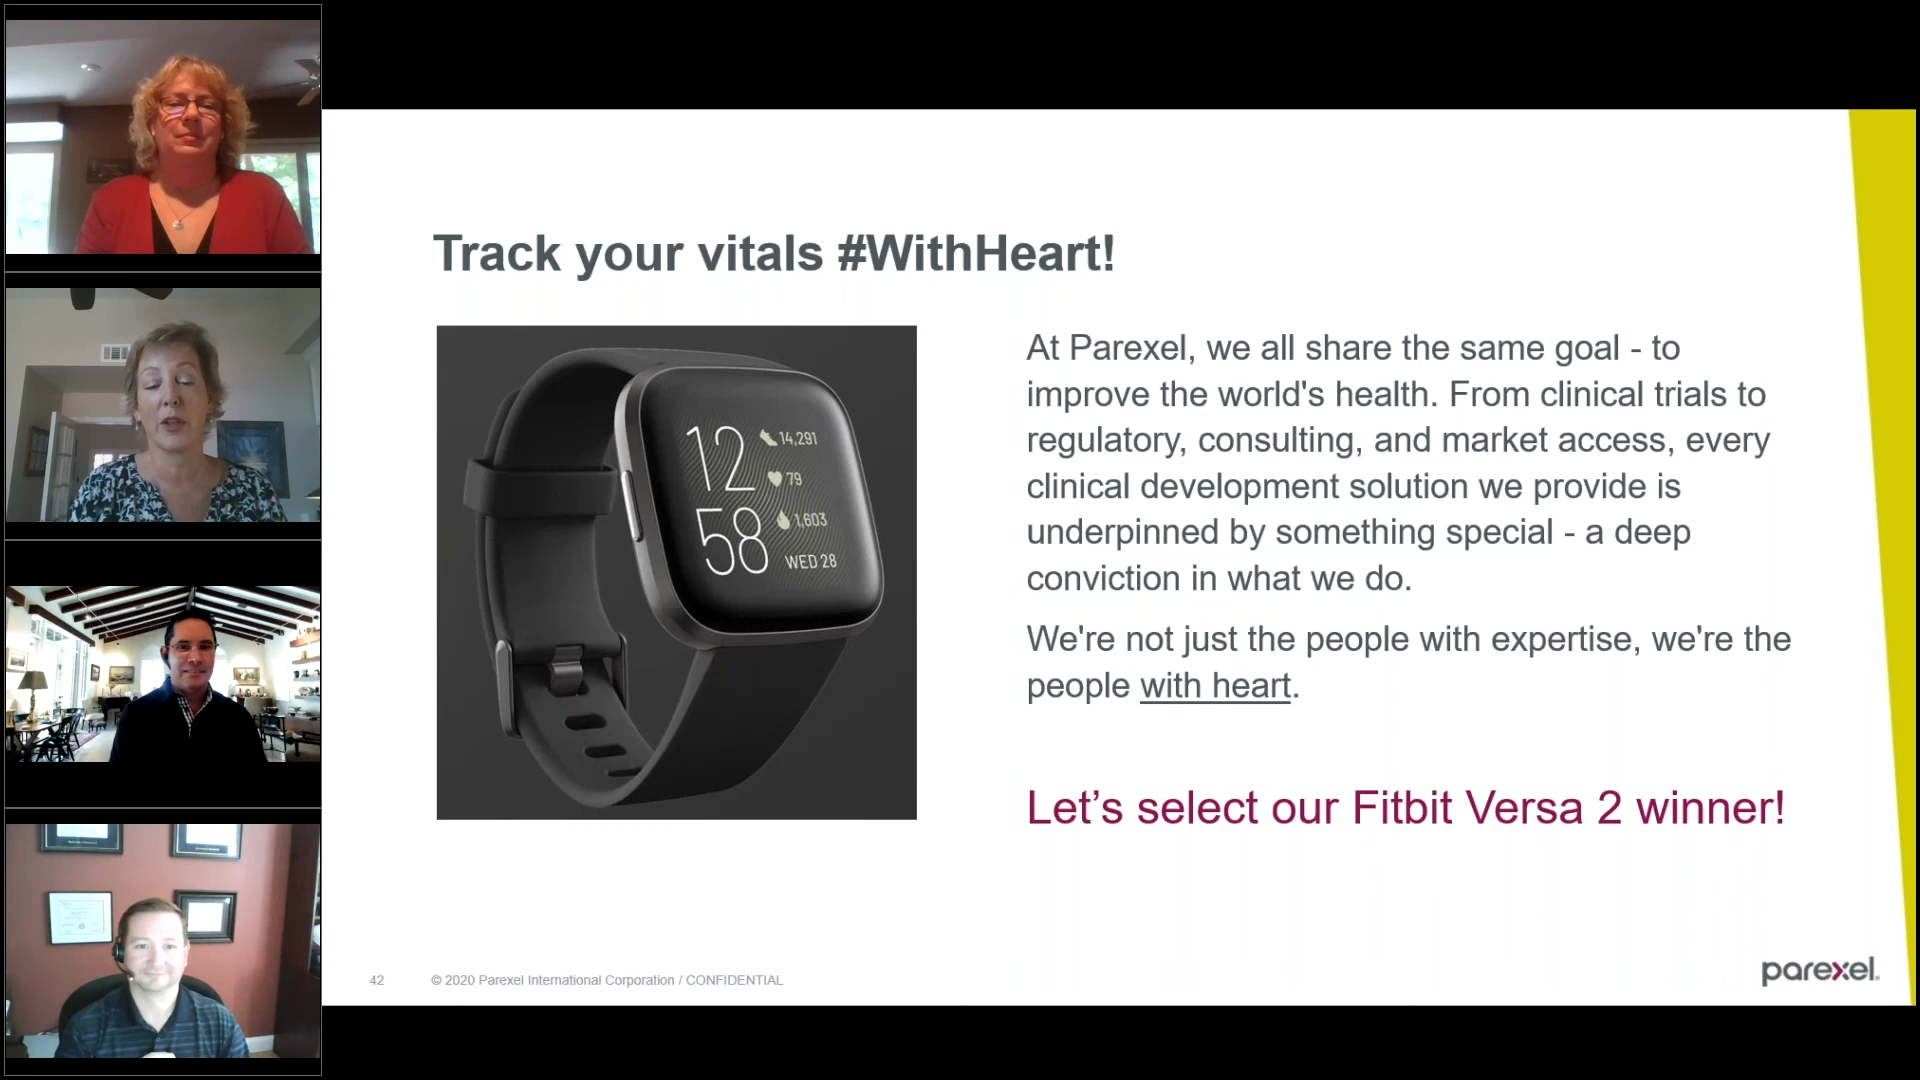 Track your vitals #WithHeart!
12
58
14,291
79
1,603
WED 28
At Parexel, we all share the same goal - to
improve the world's health. From clinical trials to
regulatory, consulting, and market access, every
clinical development solution we provide is
underpinned by something special - a deep
conviction in what we do.
We're not just the people with expertise, we're the
people with heart.
Let’s select our Fitbit Versa 2 winner!
42
© 2020 Parexel International Corporation / CONFIDENTIAL
parexel.